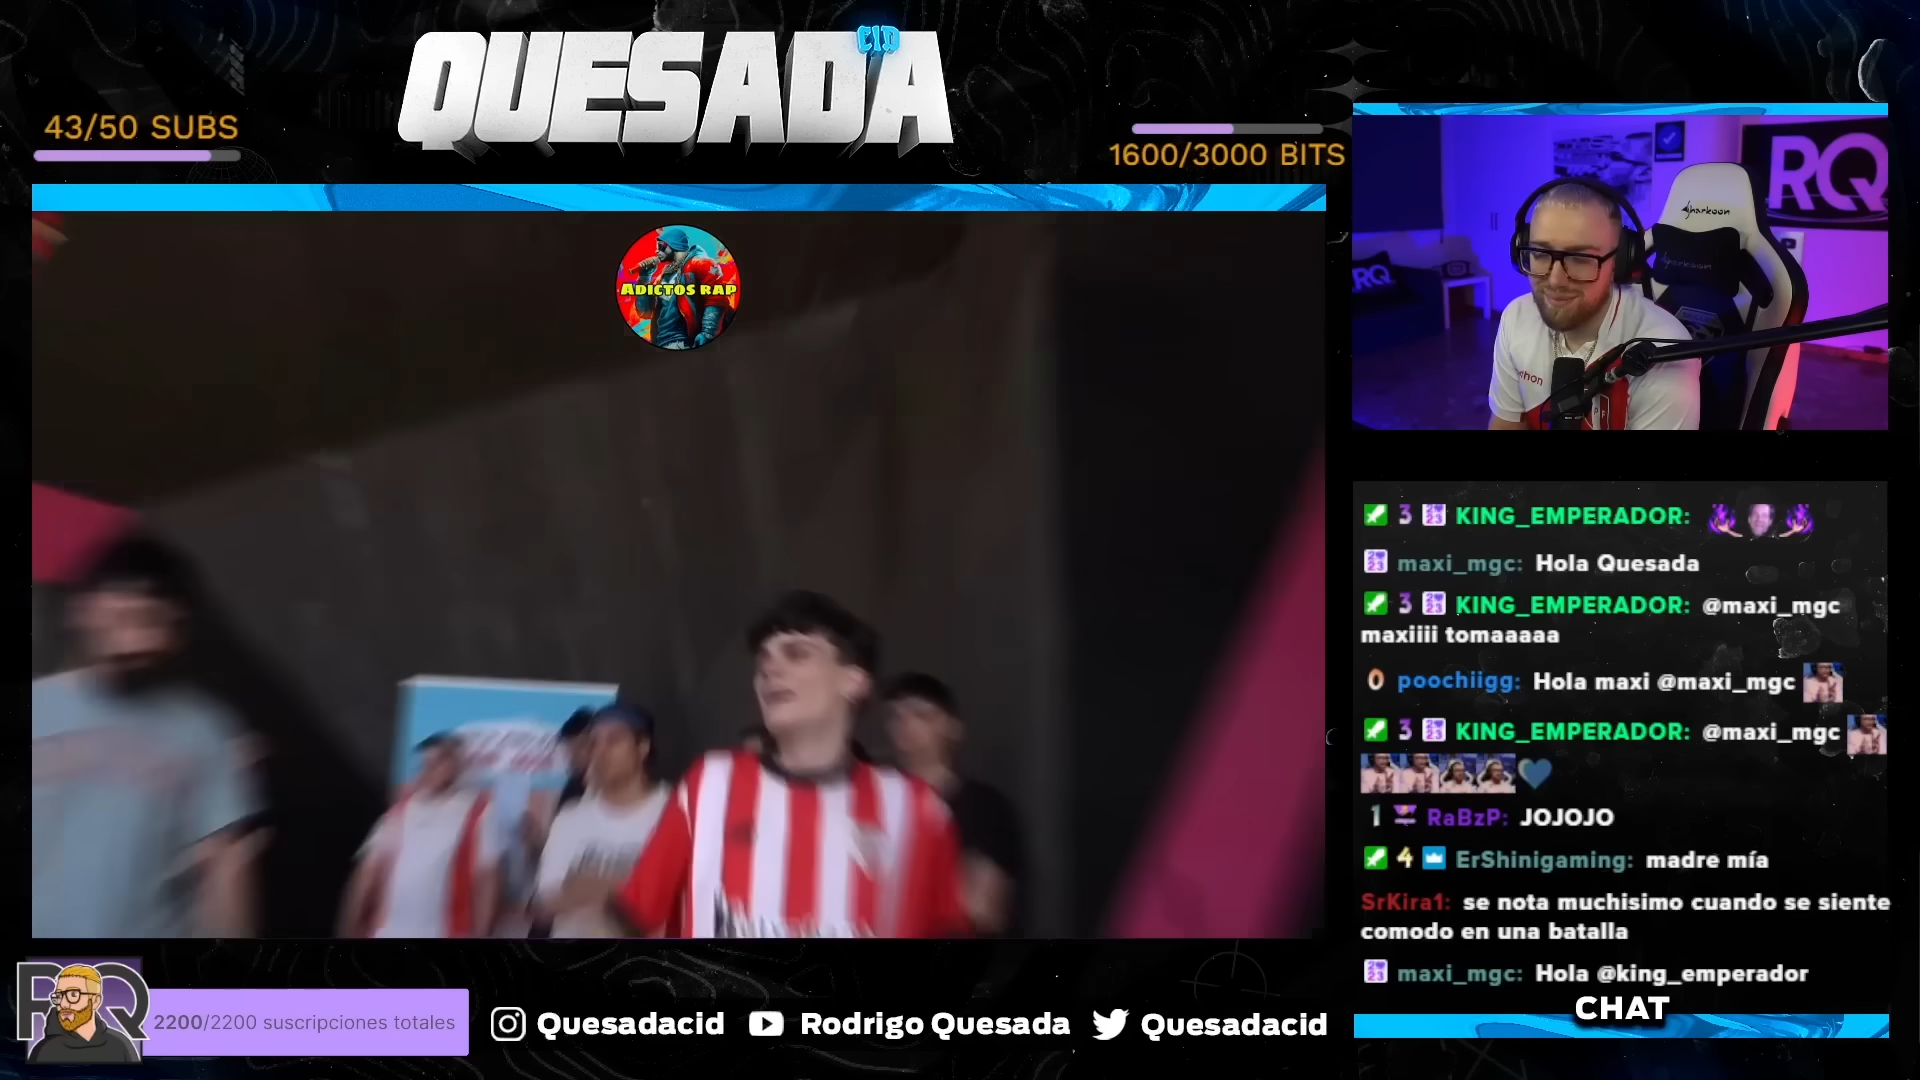 QUESADA
CID
43/50 SUBS
1600/3000 BITS
ADICTOS RAP
RQ
Sharkoon
RQ
KING_EMPERADOR:
maxi_mgc: Hola Quesada
3 KING_EMPERADOR: @maxi_mgc
maxiiii tomaaaaa
poochiigg: Hola maxi @maxi_mgc
3 KING_EMPERADOR: @maxi_mgc
1 RaBzP: JOJOJO
4 ErShinigaming: madre mía
SrKira1: se nota muchisimo cuando se siente
comodo en una batalla
maxi_mgc: Hola @king_emperador
CHAT
RQ
2200/2200 suscripciones totales
Quesadacid
Rodrigo Quesada
Quesadacid